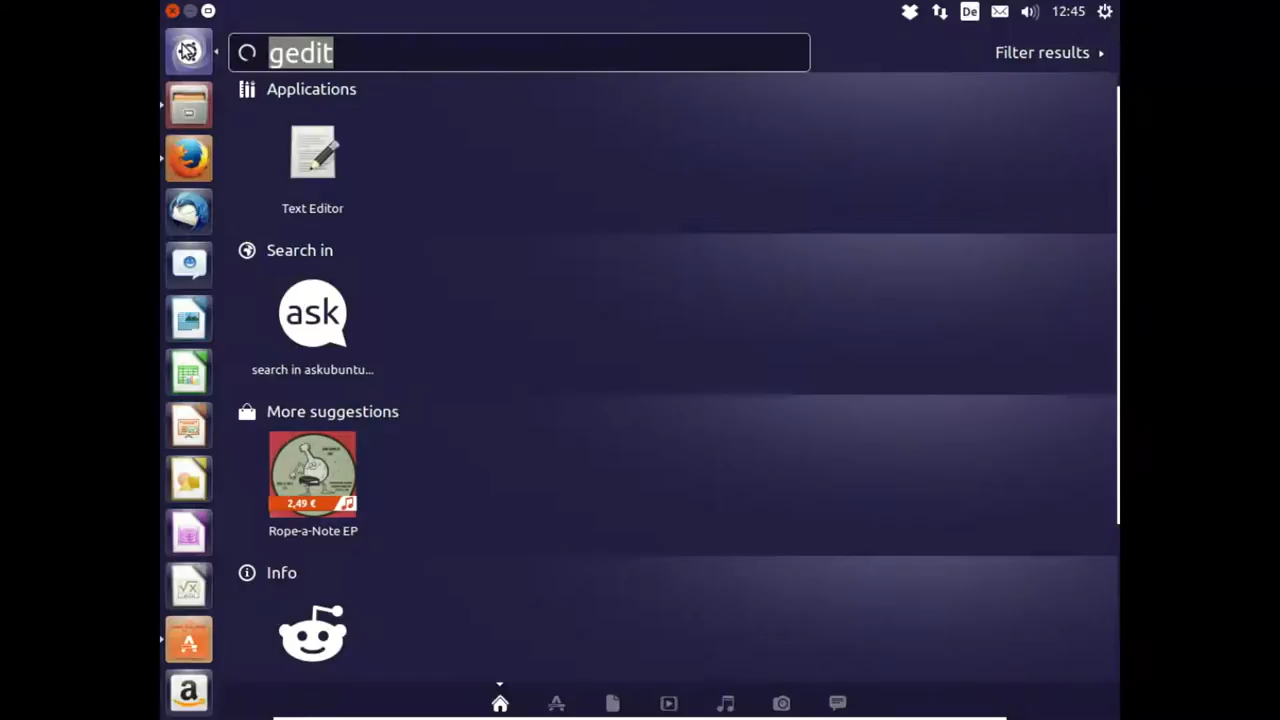 De
12:45
gedit
Filter results
Applications
Text Editor
Search in
ask
search in askubuntu...
More suggestions
2,49 €
Rope-a-Note EP
Info
a